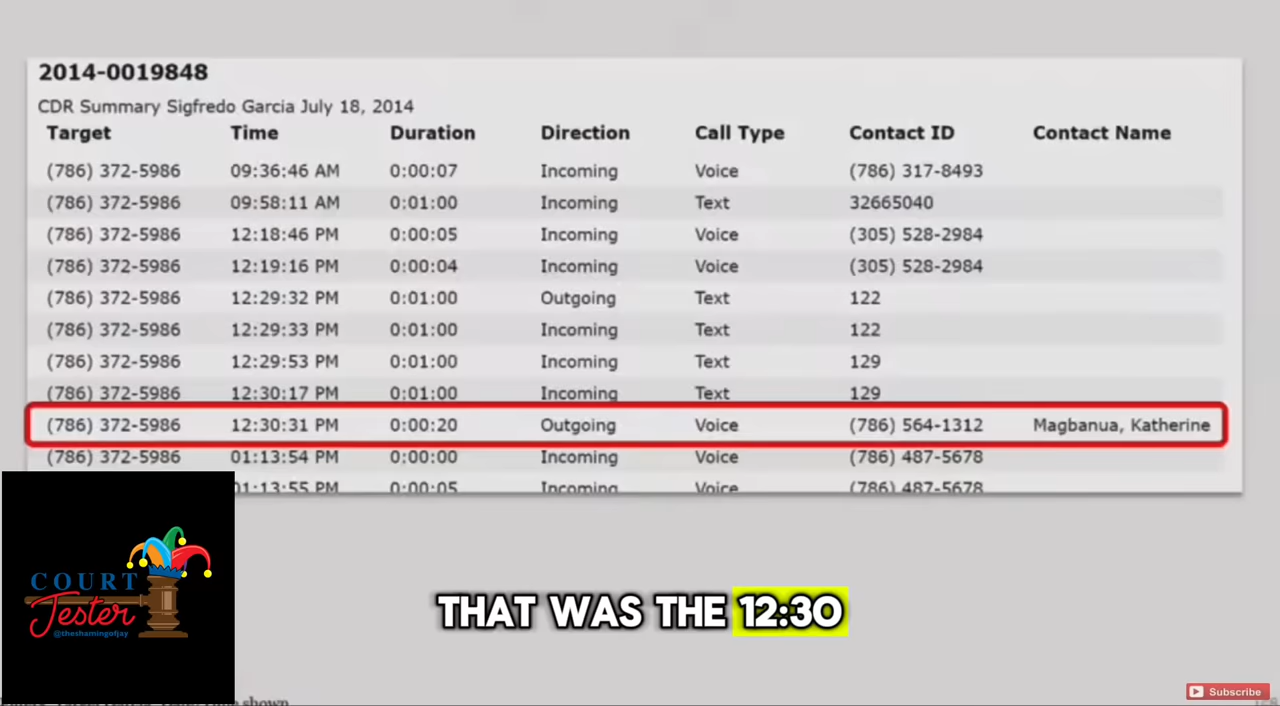 2014-0019848
CDR Summary Sigfredo Garcia July 18, 2014
Target Time Duration Direction Call Type Contact ID Contact Name
(786) 372-5986 09:36:46 AM 0:00:07 Incoming Voice (786) 317-8493
(786) 372-5986 09:58:11 AM 0:01:00 Incoming Text 32665040
(786) 372-5986 12:18:46 PM 0:00:05 Incoming Voice (305) 528-2984
(786) 372-5986 12:19:16 PM 0:00:04 Incoming Voice (305) 528-2984
(786) 372-5986 12:29:32 PM 0:01:00 Outgoing Text 122
(786) 372-5986 12:29:33 PM 0:01:00 Incoming Text 122
(786) 372-5986 12:29:53 PM 0:01:00 Incoming Text 129
(786) 372-5986 12:30:17 PM 0:01:00 Incoming Text 129
(786) 372-5986 12:30:31 PM 0:00:20 Outgoing Voice (786) 564-1312 Magbanua, Katherine
(786) 372-5986 01:13:54 PM 0:00:00 Incoming Voice (786) 487-5678
01:13:55 PM 0:00:05 Incoming Voice (786) 487-5678
COURT
Jester
@theshamingofjay
THAT WAS THE 12:30
Subscribe
shown